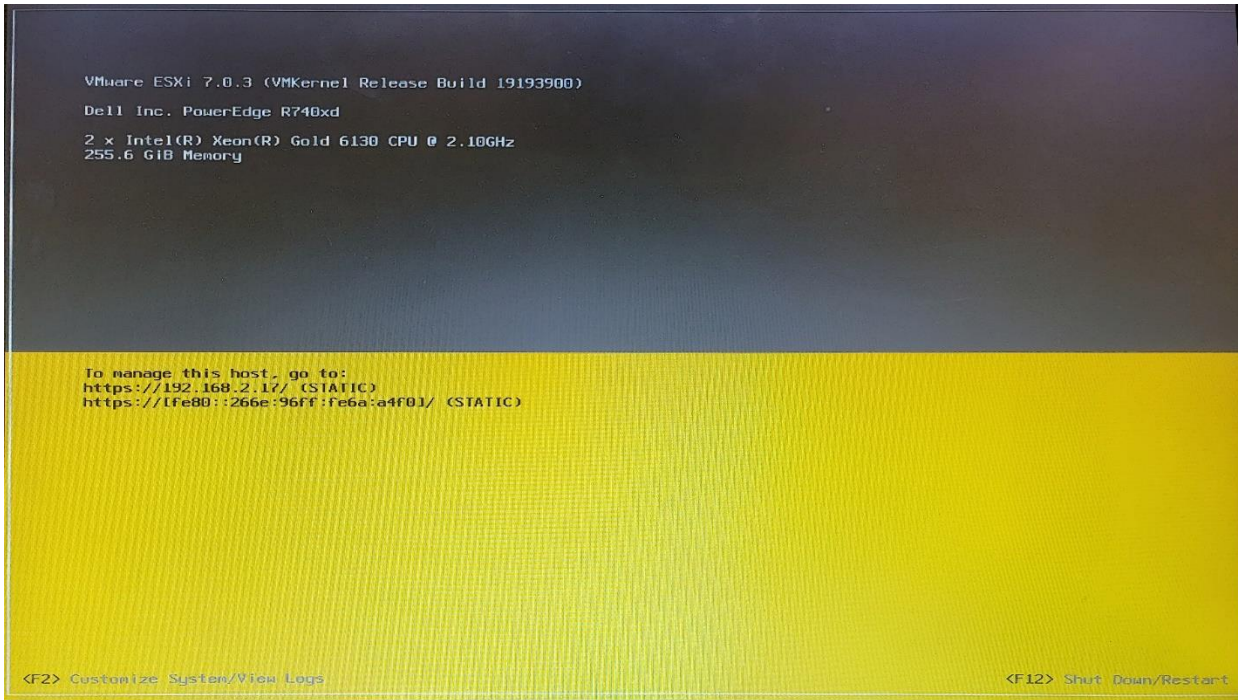 VMware ESXi 7.0.3 (VMKernel Release Build 19193900)
Dell Inc. PowerEdge R740xd
2 x Intel(R) Xeon(R) Gold 6130 CPU @ 2.10GHz
255.6 GiB Memory
To manage this host, go to:
https://192.168.2.17/ (STATIC)
https://[fe80::266e:96ff:fe6a:a4f0]/ (STATIC)
<F2> Customize System/View Logs
<F12> Shut Down/Restart